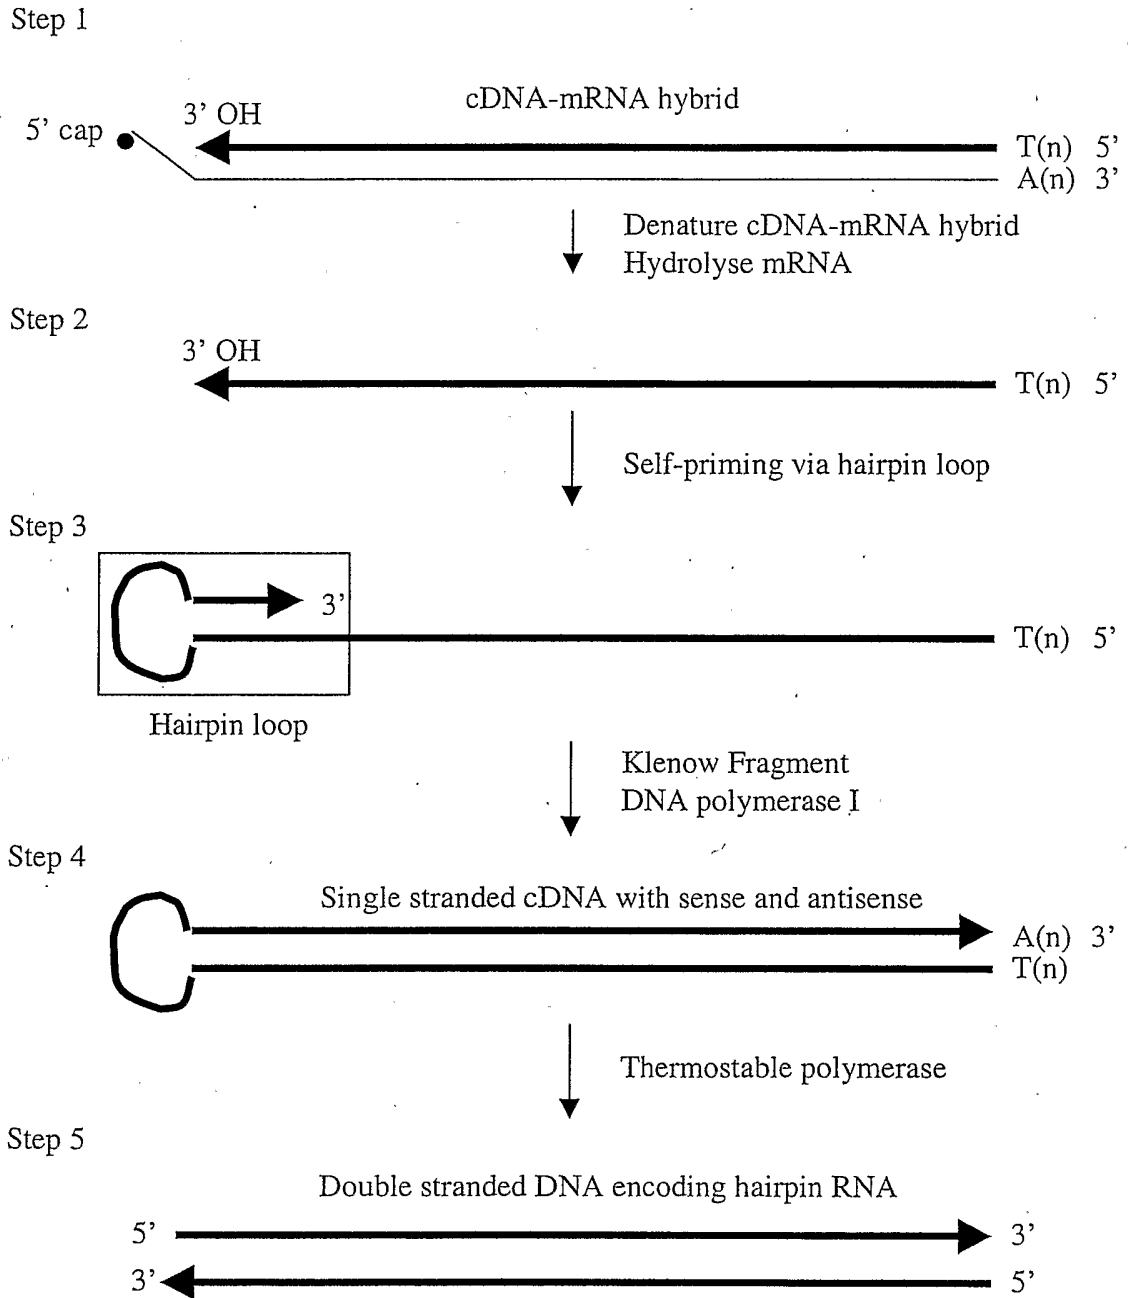 Step 1
cDNA-mRNA hybrid
3’ OH
5’ cap
T(n) 5’
A(n) 3’
Denature cDNA-mRNA hybrid
Hydrolyse mRNA
Step 2
3’ OH
T(n) 5’
Self-priming via hairpin loop
Step 3
3’
T(n) 5’
Hairpin loop
Klenow Fragment
DNA polymerase I
Step 4
Single stranded cDNA with sense and antisense
A(n) 3’
T(n)
Thermostable polymerase
Step 5
Double stranded DNA encoding hairpin RNA
5’ 3’
3’ 5’